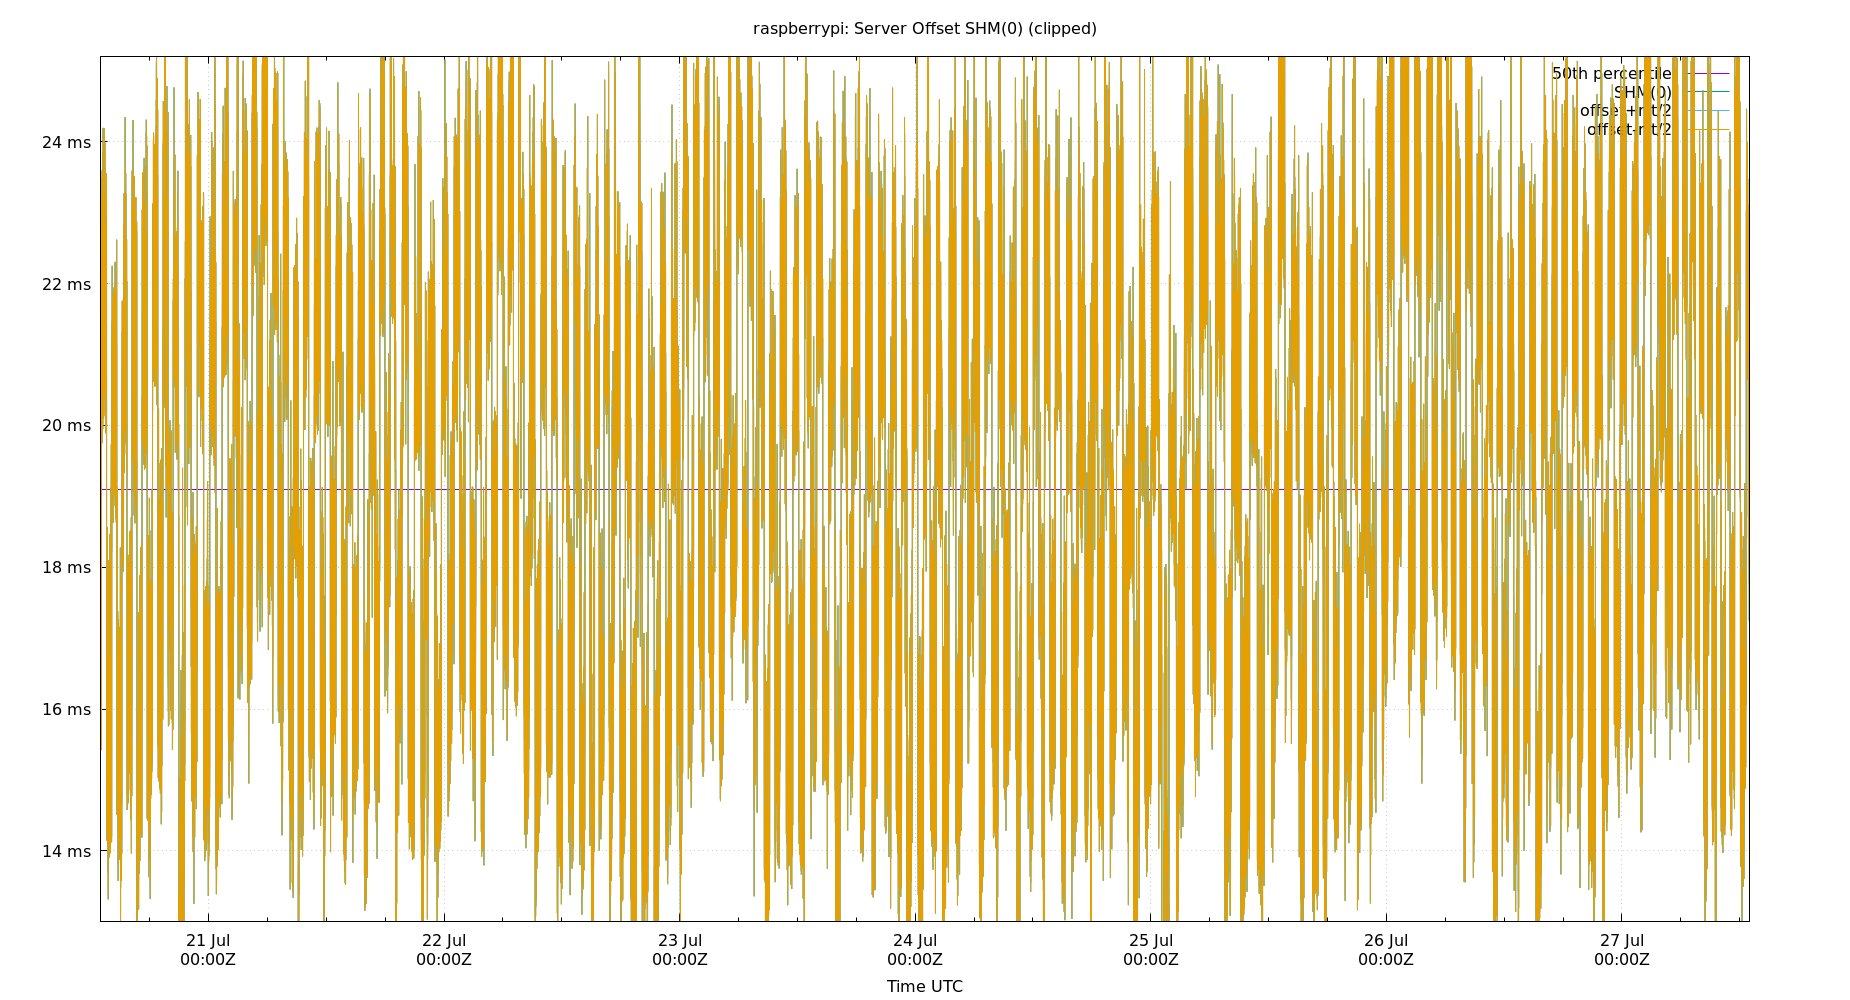 raspberrypi: Server Offset SHM(0) (clipped)
50th percentile
SHM(0)
offset+rtt/2
offset-rtt/2
24 ms
22 ms
20 ms
18 ms
16 ms
14 ms
21 Jul 22 Jul 23 Jul 24 Jul 25 Jul 26 Jul 27 Jul
00:00Z 00:00Z 00:00Z 00:00Z 00:00Z 00:00Z 00:00Z
Time UTC